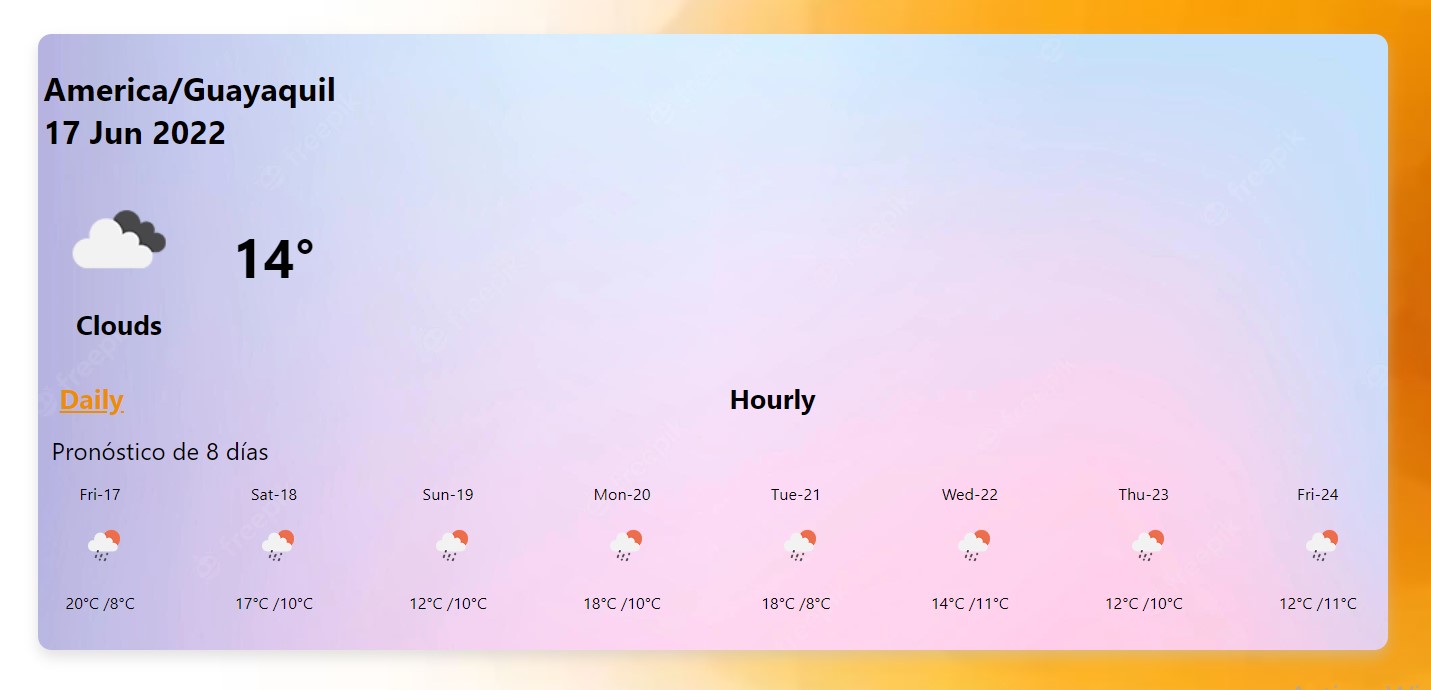 America/Guayaquil
17 Jun 2022
14°
Clouds
Daily Hourly
Pronóstico de 8 días
Fri-17 Sat-18 Sun-19 Mon-20 Tue-21 Wed-22 Thu-23 Fri-24
20°C /8°C 17°C /10°C 12°C /10°C 18°C /10°C 18°C /8°C 14°C /11°C 12°C /10°C 12°C /11°C